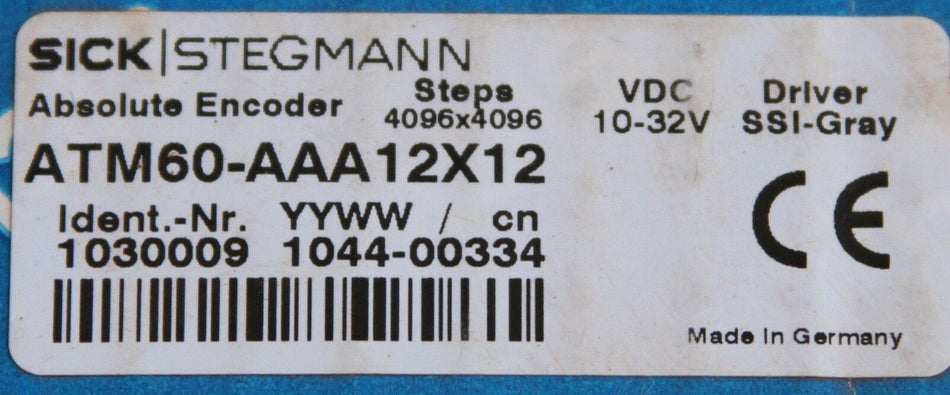 SICK|STEGMANN
Absolute Encoder
Steps
4096x4096
VDC
10-32V
Driver
SSI-Gray
ATM60-AAA12X12
Ident.-Nr. YYWW / cn
1030009 1044-00334
CE
Made in Germany